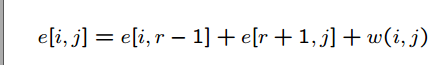 e[i, j] = e[i, r − 1] + e[r + 1, j] + w(i, j)